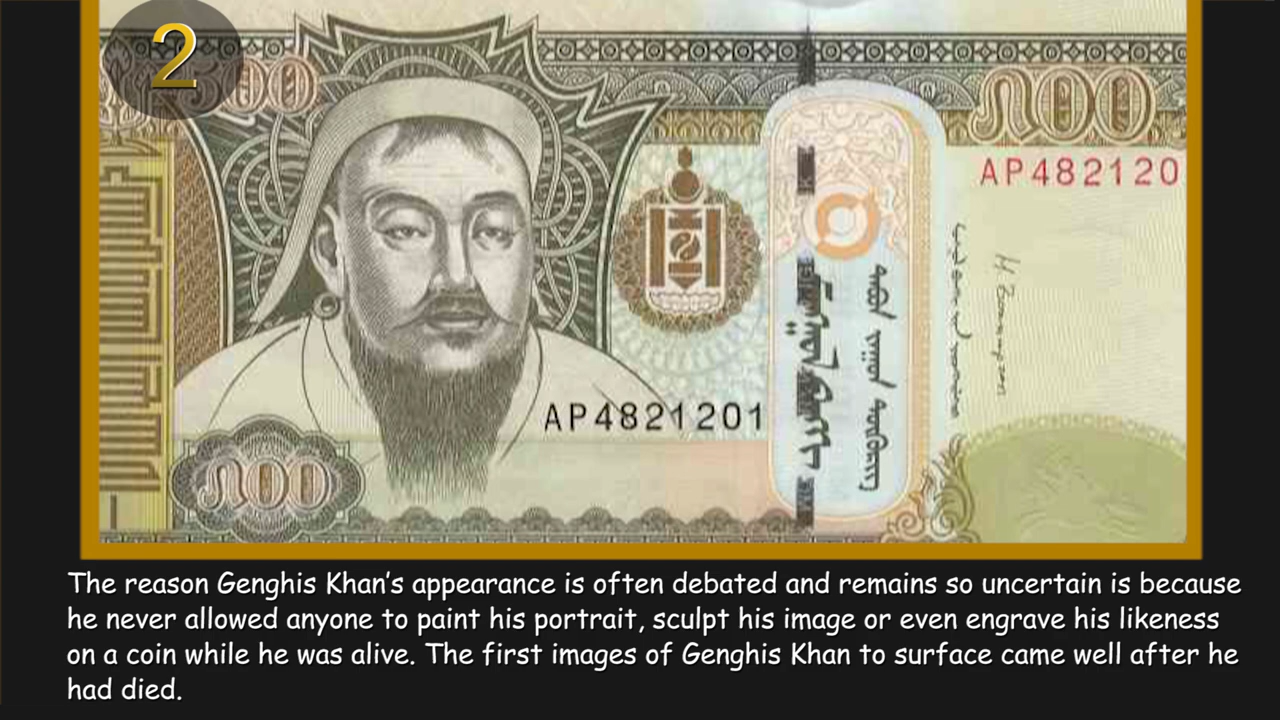 2
AP482120
AP4821201
The reason Genghis Khan’s appearance is often debated and remains so uncertain is because
he never allowed anyone to paint his portrait, sculpt his image or even engrave his likeness
on a coin while he was alive. The first images of Genghis Khan to surface came well after he
had died.